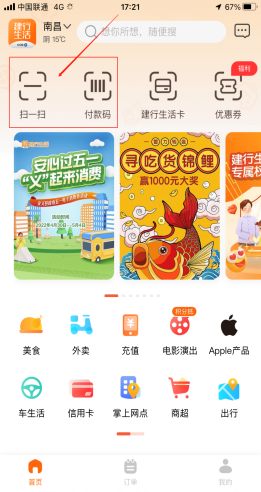 中国联通 4G 17:21 67%
建行生活 南昌 阴 15℃ 想你所想，随便搜
福利
扫一扫 付款码 建行生活卡 优惠券
建行生活
安心过五一
"义"起来消费
2022年4月30日-5月4日
寻吃货锦鲤
赢1000元大奖
建行生
专属
积分抵
美食 外卖 充值 电影演出 Apple产品
车生活 信用卡 掌上网点 商超 出行
首页 订单 我的